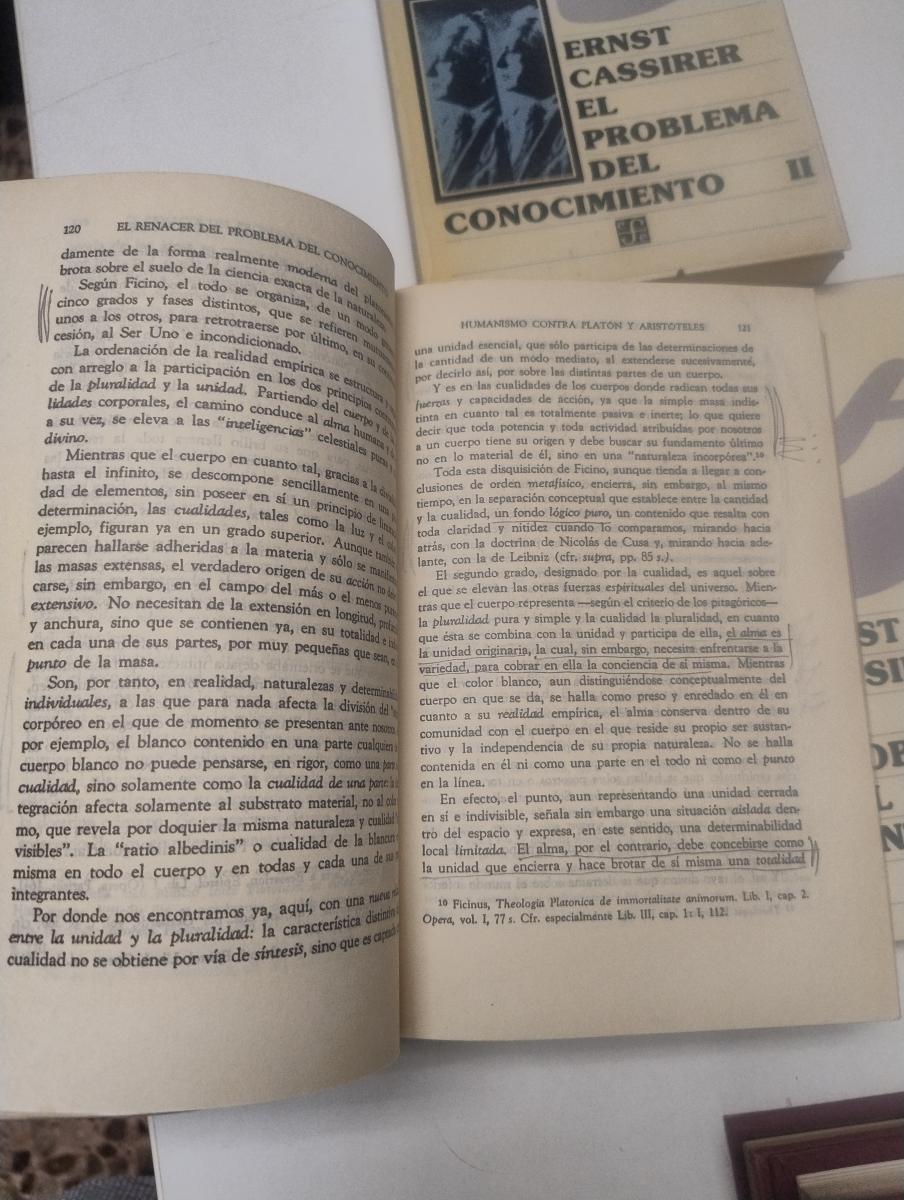 ERNST
CASSIRER
EL
PROBLEMA
DEL
CONOCIMIENTO II
120 EL RENACER DEL PROBLEMA DEL CONOCIMIENTO
damente de la forma realmente moderna del
brota sobre el suelo de la ciencia exacta de la naturaleza.
Según Ficino, el todo se organiza, de un modo
cinco grados y fases distintos, que se refieren
unos a los otros, para retrotraerse por último, en su
cesión, al Ser Uno e incondicionado.
La ordenación de la realidad empírica se estructura
con arreglo a la participación en los dos principios
de la pluralidad y la unidad. Partiendo del cuerpo y de
lidades corporales, el camino conduce al alma humana y
a su vez, se eleva a las "inteligencias" celestiales puras
divino.
Mientras que el cuerpo en cuanto tal, gracias a la
hasta el infinito, se descompone sencillamente en una
dad de elementos, sin poseer en sí un principio de
determinación, las cualidades, tales como la luz y el
ejemplo, figuran ya en un grado superior. Aunque
parecen hallarse adheridas a la materia y sólo se
las masas extensas, el verdadero origen de su acción no
carse, sin embargo, en el campo del más o el menos
extensivo. No necesitan de la extensión en longitud,
y anchura, sino que se contienen ya, en su totalidad e
en cada una de sus partes, por muy pequeñas que sean,
punto de la masa.
Son, por tanto, en realidad, naturalezas y
individuales, a las que para nada afecta la división del
corpóreo en el que de momento se presentan ante
por ejemplo, el blanco contenido en una parte cualquiera
cuerpo blanco no puede pensarse, en rigor, como una
cualidad, sino solamente como la cualidad de una parte:
tegración afecta solamente al substrato material, no al
mo, que revela por doquier la misma naturaleza y
visibles". La "ratio albedinis" o cualidad de la
misma en todo el cuerpo y en todas y cada una de
integrantes.
Por donde nos encontramos ya, aquí, con una nueva
entre la unidad y la pluralidad: la característica
cualidad no se obtiene por vía de síntesis, sino que es
HUMANISMO CONTRA PLATÓN Y ARISTÓTELES 121
una unidad esencial, que sólo participa de las determinaciones de
la cantidad de un modo mediato, al extenderse sucesivamente,
por decirlo así, por sobre las distintas partes de un cuerpo.
Y es en las cualidades de los cuerpos donde radican todas sus
fuerzas y capacidades de acción, ya que la simple masa indis-
tinta en cuanto tal es totalmente pasiva e inerte; lo que quiere
decir que toda potencia y toda actividad atribuidas por nosotros
a un cuerpo tiene su origen y debe buscar su fundamento último
no en lo material de él, sino en una "naturaleza incorpórea".10
Toda esta disquisición de Ficino, aunque tienda a llegar a con-
clusiones de orden metafísico, encierra, sin embargo, al mismo
tiempo, en la separación conceptual que establece entre la cantidad
y la cualidad, un fondo lógico puro, un contenido que resalta con
toda claridad y nitidez cuando lo comparamos, mirando hacia
atrás, con la doctrina de Nicolás de Cusa y, mirando hacia ade-
lante, con la de Leibniz (cfr. supra, pp. 85 s.).
El segundo grado, designado por la cualidad, es aquel sobre
el que se elevan las otras fuerzas espirituales del universo. Mien-
tras que el cuerpo representa —según el criterio de los pitagóricos—
la pluralidad pura y simple y la cualidad la pluralidad, en cuanto
que ésta se combina con la unidad y participa de ella, el alma es
la unidad originaria, la cual, sin embargo, necesita enfrentarse a la
variedad, para cobrar en ella la conciencia de sí misma. Mientras
que el color blanco, aun distinguiéndose conceptualmente del
cuerpo en que se da, se halla como preso y enredado en él en
cuanto a su realidad empírica, el alma conserva dentro de su
comunidad con el cuerpo en el que reside su propio ser sustan-
tivo y la independencia de su propia naturaleza. No se halla
contenida en él ni como una parte en el todo ni como el punto
en la línea.
En efecto, el punto, aun representando una unidad cerrada
en sí e indivisible, señala sin embargo una situación aislada den-
tro del espacio y expresa, en este sentido, una determinabilidad
local limitada. El alma, por el contrario, debe concebirse como
la unidad que encierra y hace brotar de sí misma una totalidad
10 Ficinus, Theologia Platonica de immortalitate animorum. Lib. I, cap. 2.
Opera, vol. I, 77 s. Cfr. especialmente Lib. III, cap. 1: I, 112.